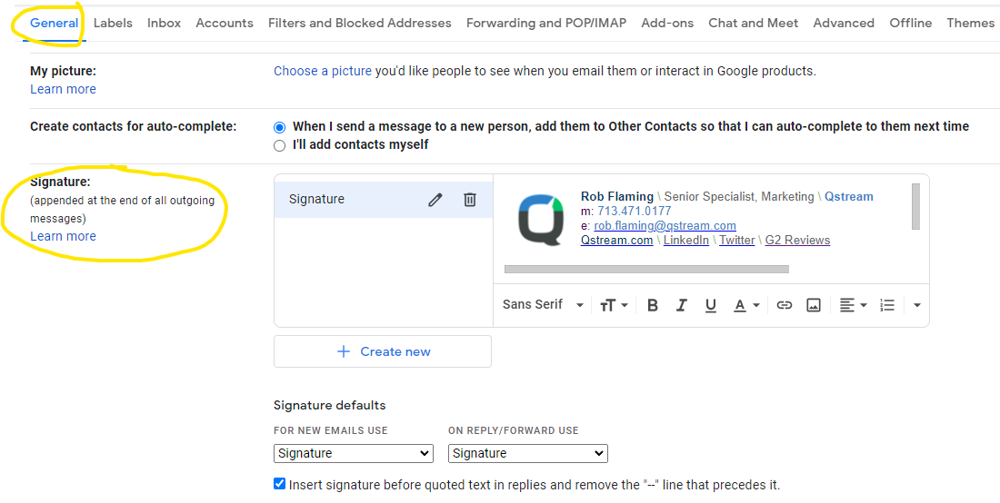 General Labels Inbox Accounts Filters and Blocked Addresses Forwarding and POP/IMAP Add-ons Chat and Meet Advanced Offline Themes
My picture:
Learn more
Choose a picture you'd like people to see when you email them or interact in Google products.
Create contacts for auto-complete:
When I send a message to a new person, add them to Other Contacts so that I can auto-complete to them next time
I'll add contacts myself
Signature:
(appended at the end of all outgoing
messages)
Learn more
Signature
Rob Flaming \ Senior Specialist, Marketing \ Qstream
m: 713.471.0177
e: rob.flaming@qstream.com
Qstream.com \ LinkedIn \ Twitter \ G2 Reviews
Sans Serif
Create new
Signature defaults
FOR NEW EMAILS USE ON REPLY/FORWARD USE
Signature Signature
Insert signature before quoted text in replies and remove the "--" line that precedes it.